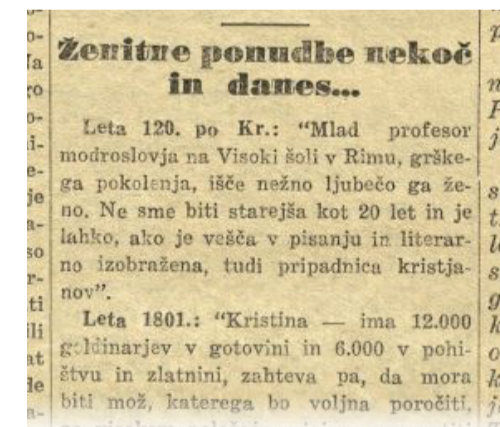 Ženitne ponudbe nekoč
in danes...
Leta 120. po Kr.: "Mlad profesor
modroslovja na Visoki šoli v Rimu, grške-
ga pokolenja, išče nežno ljubečo ga že-
no. Ne sme biti starejša kot 20 let in je
lahko, ako je vešča v pisanju in literar-
no izobražena, tudi pripadnica kristja-
nov".
Leta 1801.: "Kristina — ima 12.000
goldinarjev v gotovini in 6.000 v pohi-
štvu in zlatnini, zahteva pa, da mora
biti mož, katerega bo voljna poročiti,